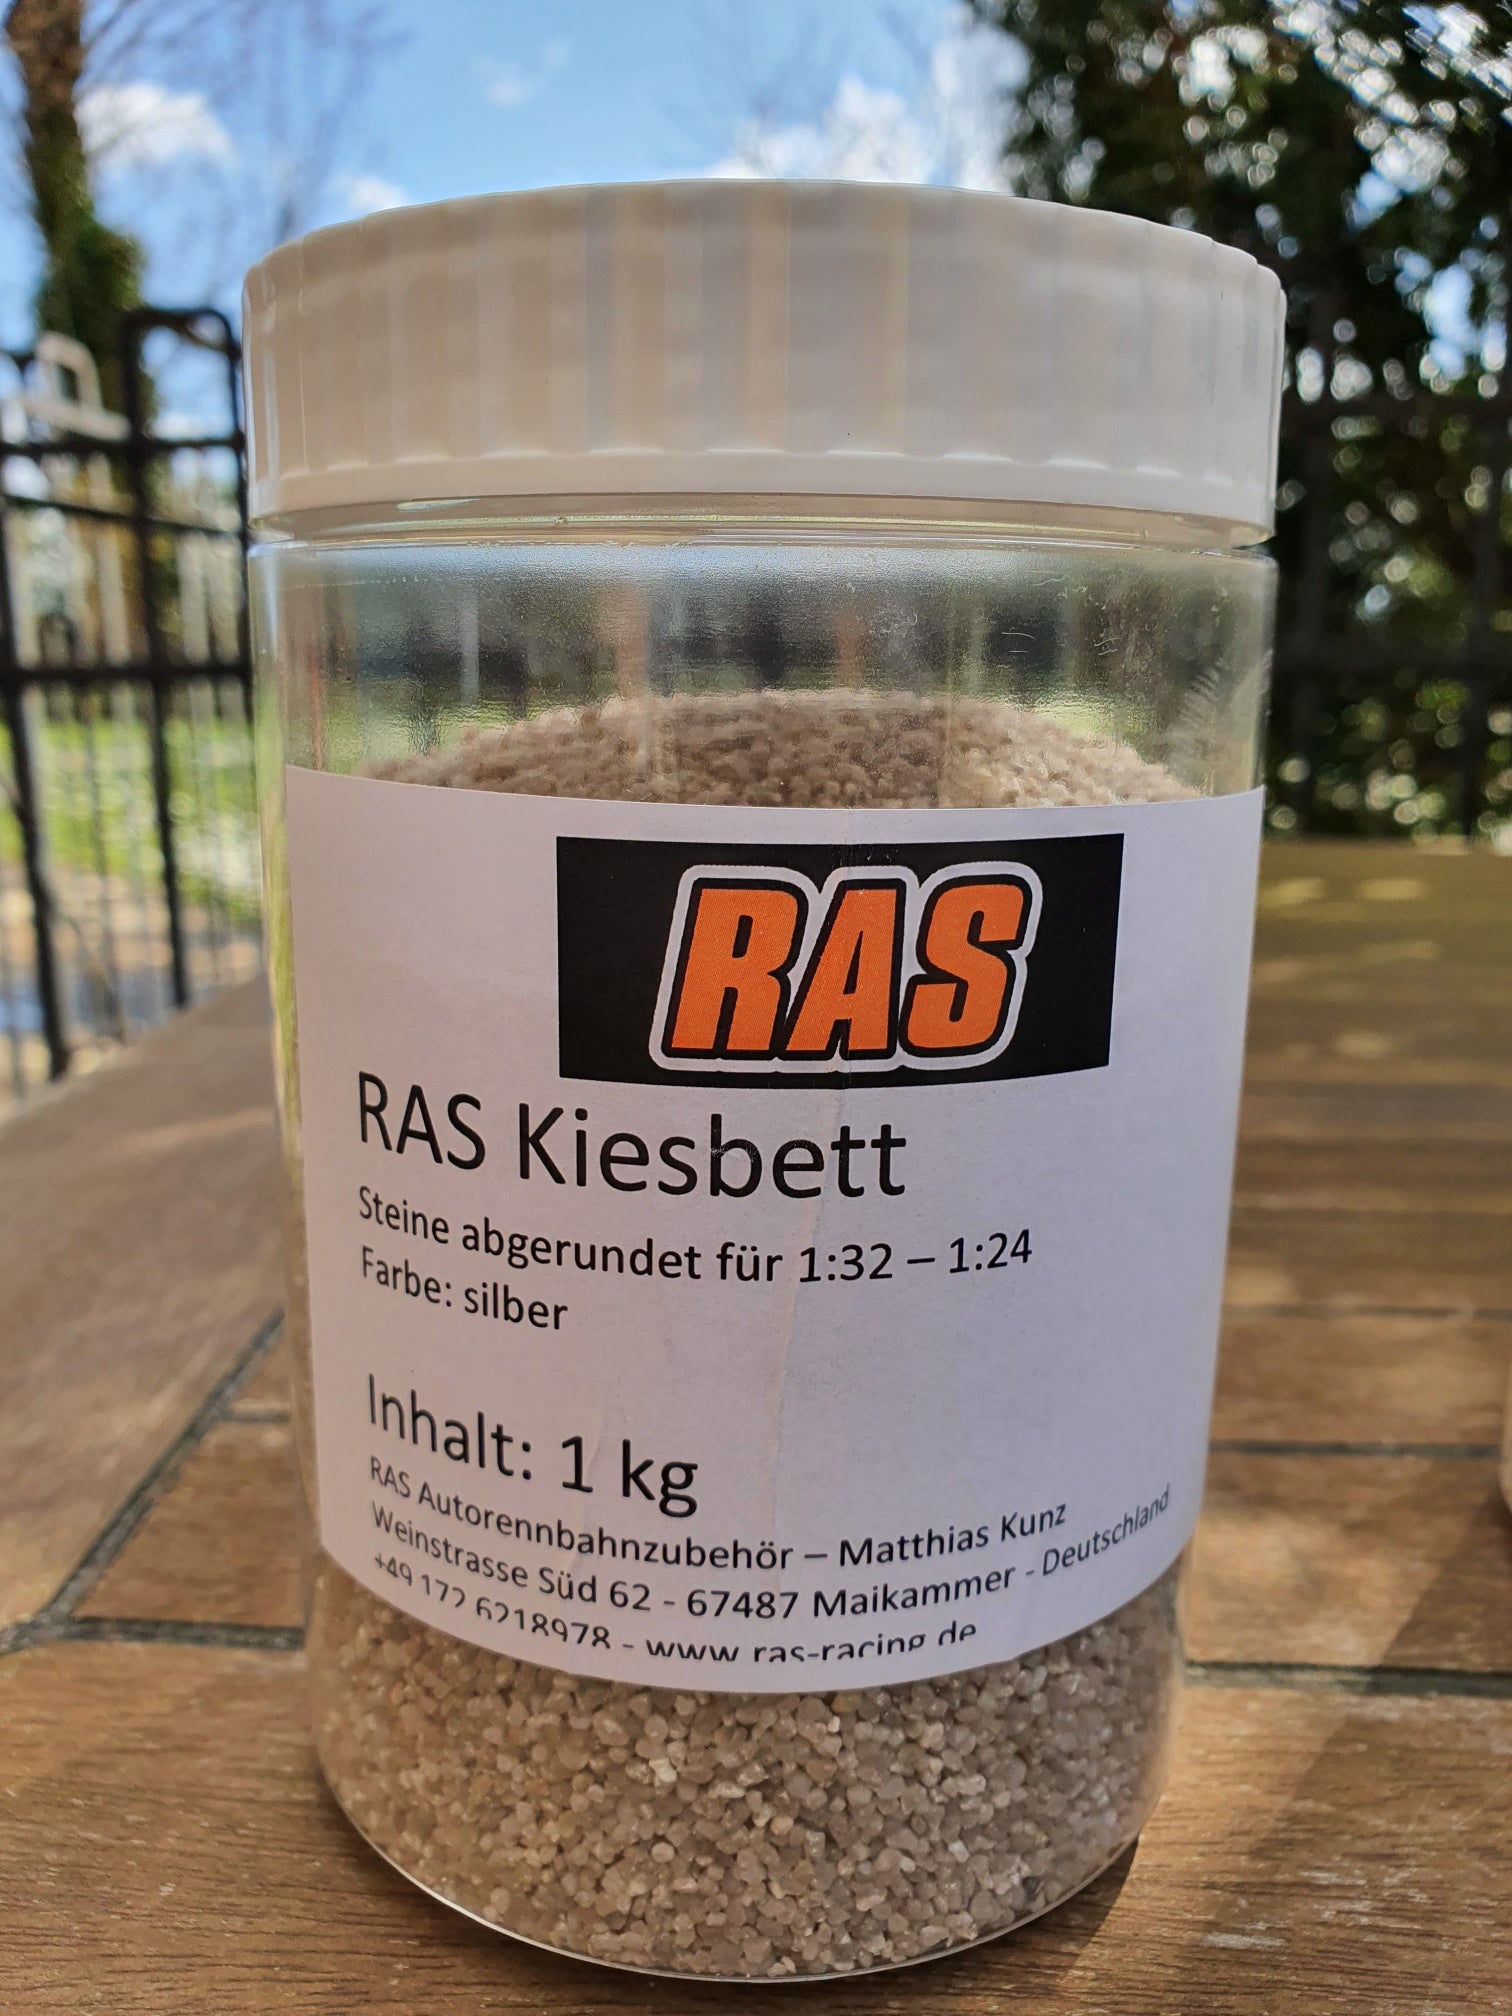 RAS
RAS Kiesbett
Steine abgerundet für 1:32 – 1:24
Farbe: silber
Inhalt: 1 kg
RAS Autorennbahnzubehör – Matthias Kunz
Weinstrasse Süd 62 - 67487 Maikammer - Deutschland
+49 172 6218978 - www.ras-racing.de